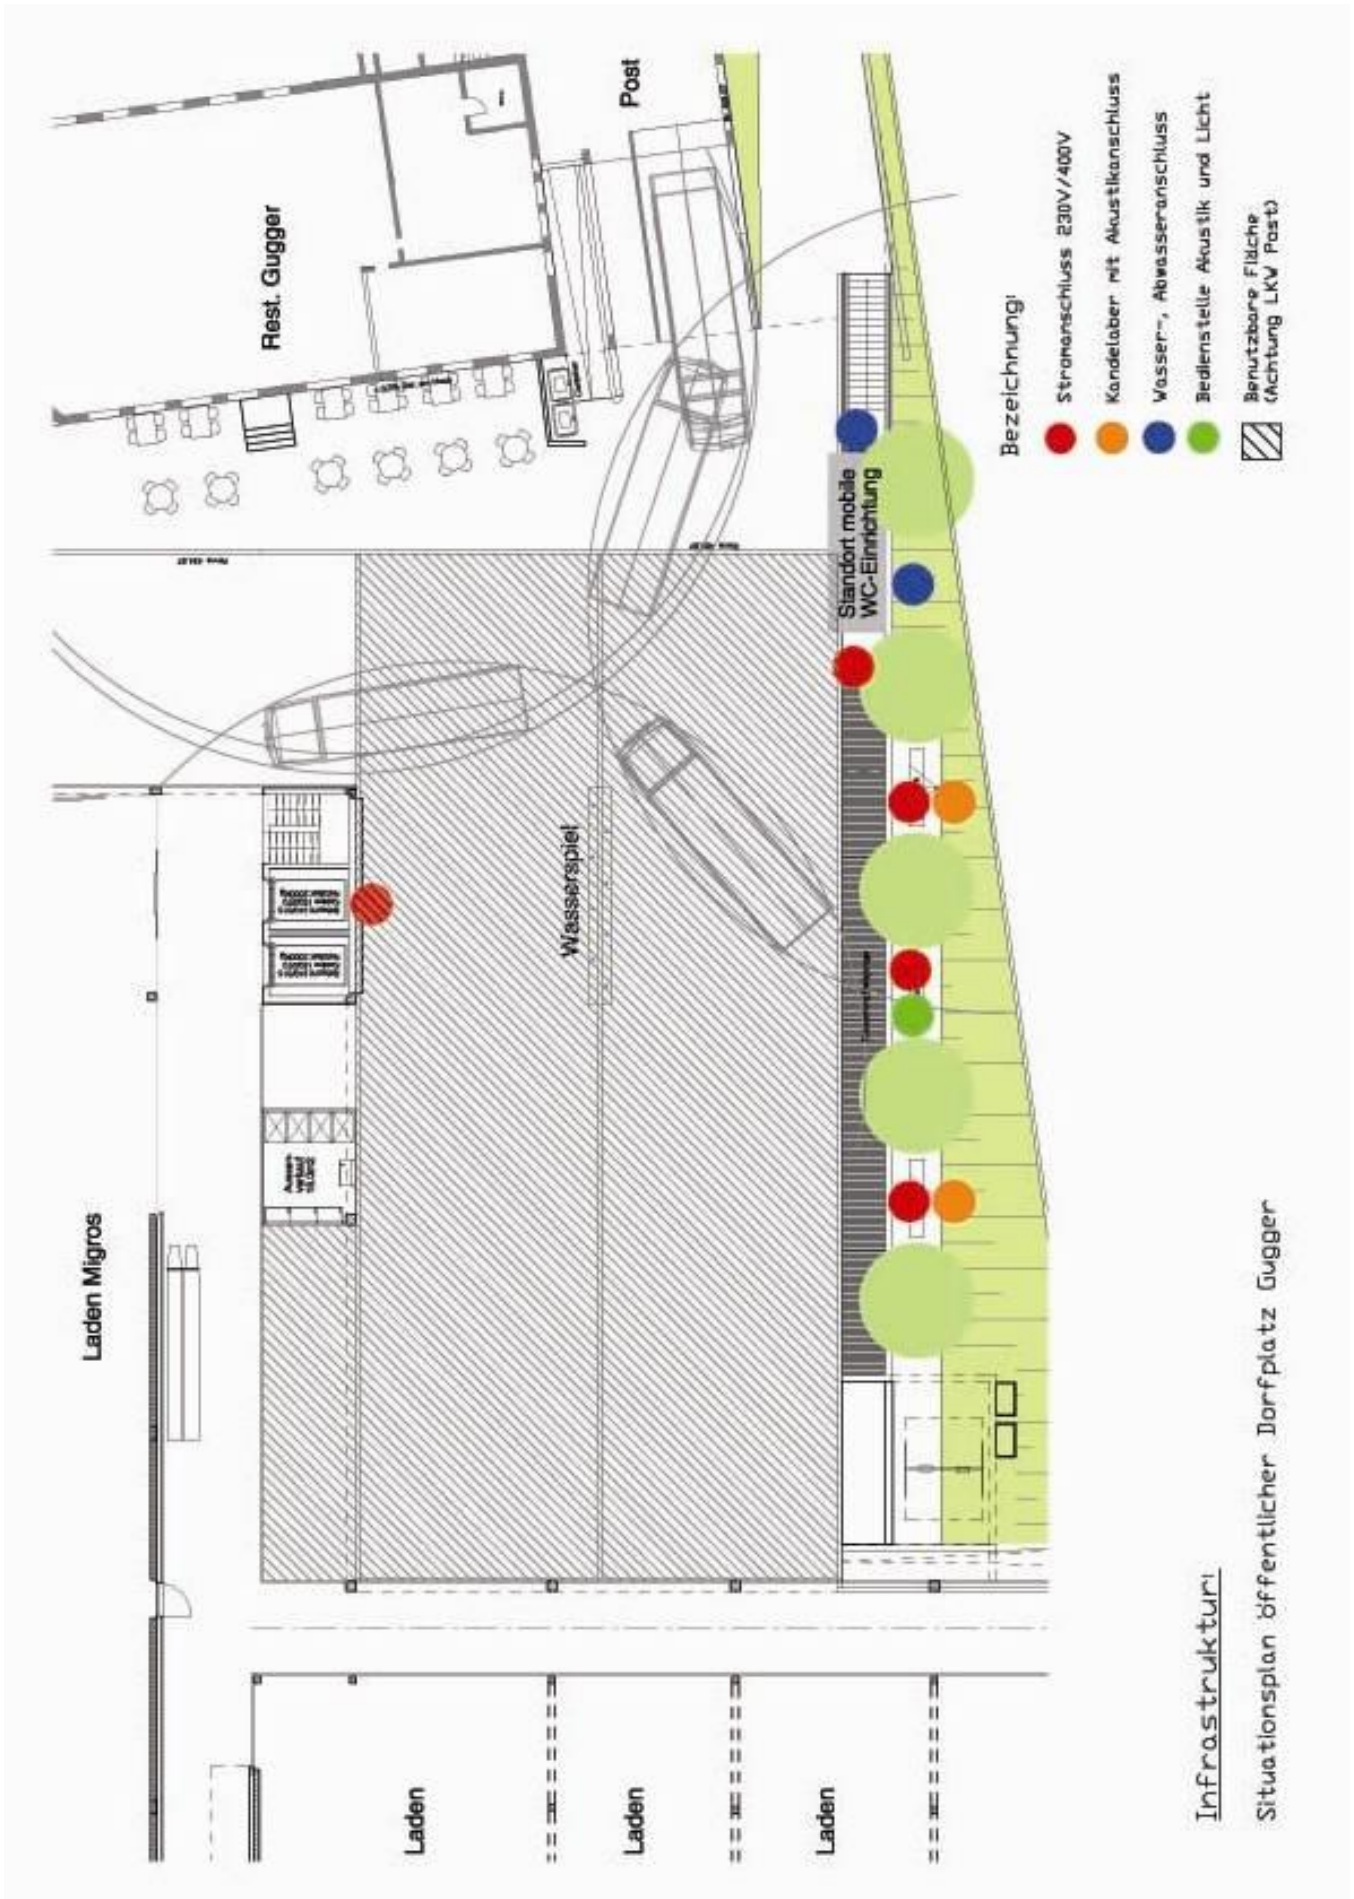 Laden Migros
Rest. Gugger
Post
Wasserspiel
Standort mobile
WC-Einrichtung
Laden
Laden
Laden
Bezeichnung:
Stromanschluss 230V/400V
Kandelaber mit Akustikanschluss
Wasser-, Abwasseranschluss
Bedienstelle Akustik und Licht
Benutzbare Fläche
(Achtung LKW Post)
Infrastruktur:
Situationsplan öffentlicher Dorfplatz Gugger